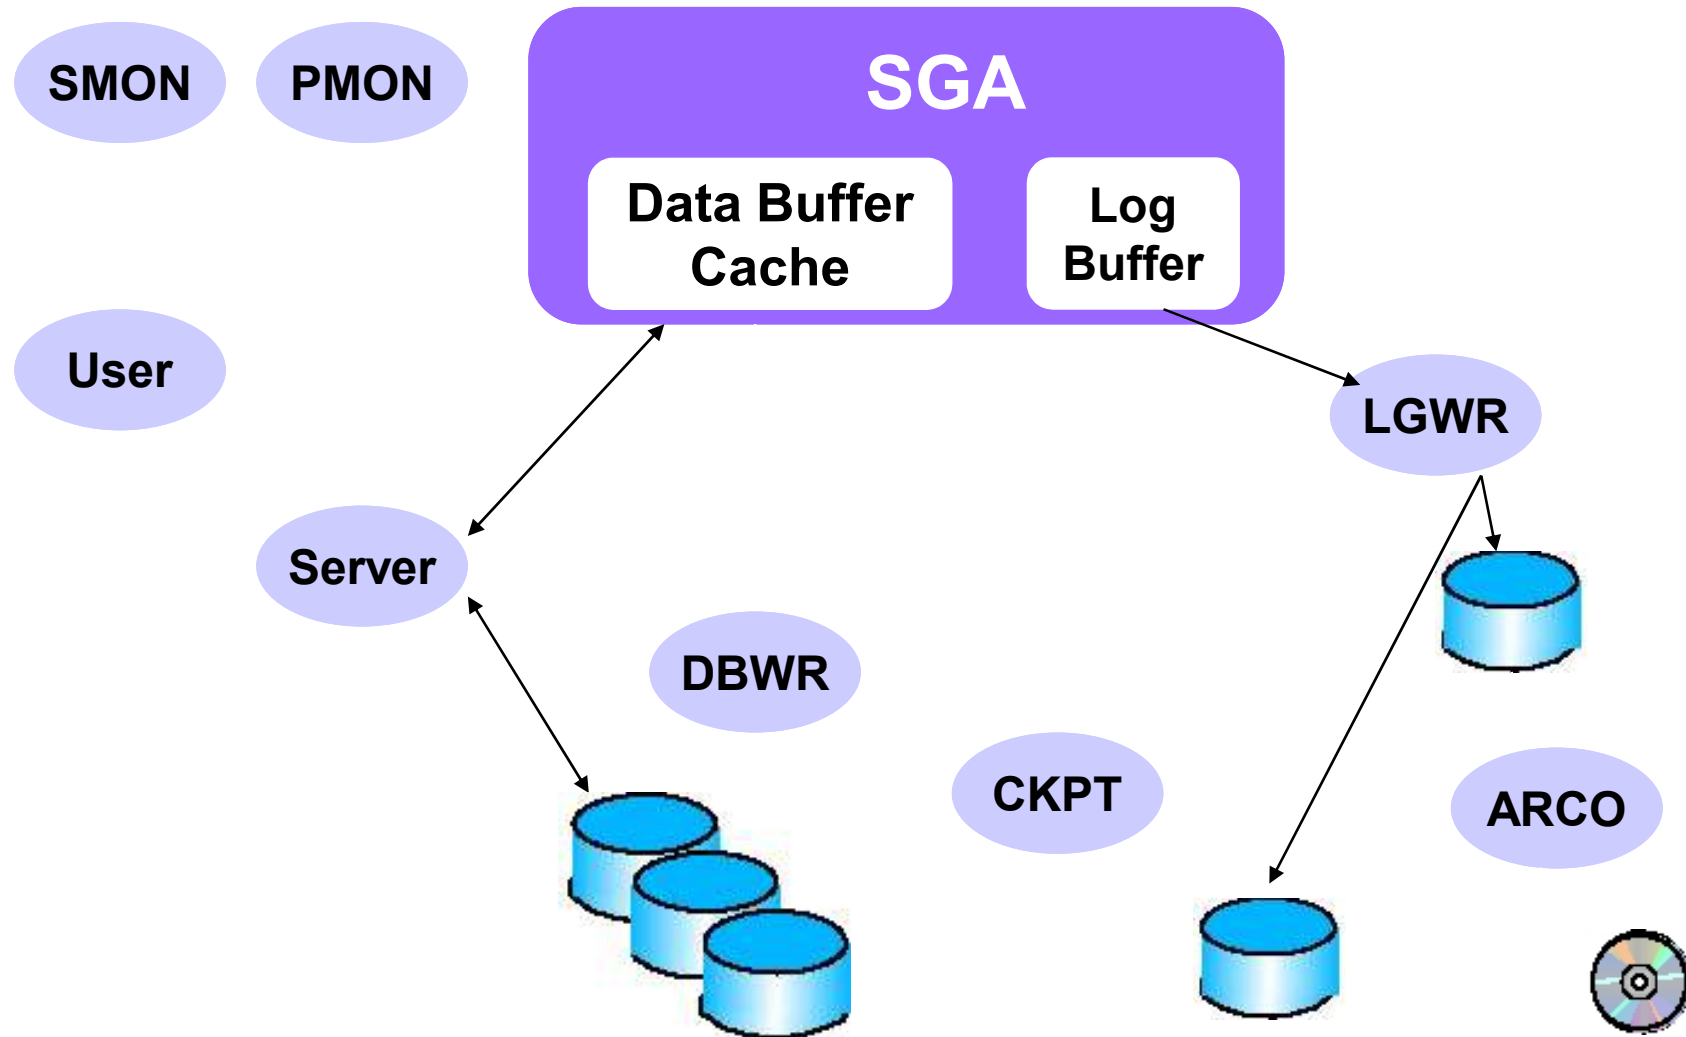 SMON
PMON
SGA
Data Buffer
Cache
Log
Buffer
User
LGWR
Server
DBWR
CKPT
ARCO